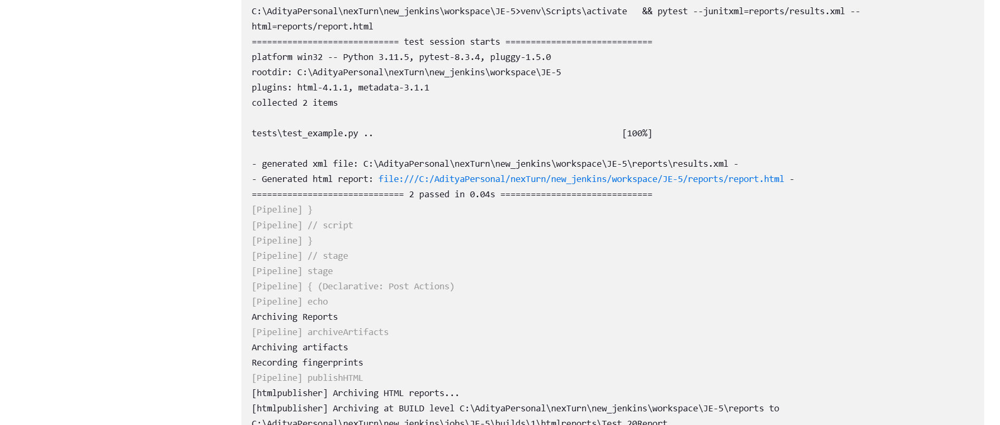 C:\AdityaPersonal\nexTurn\new_jenkins\workspace\JE-5>venv\Scripts\activate   && pytest --junitxml=reports/results.xml --
html=reports/report.html
============================= test session starts =============================
platform win32 -- Python 3.11.5, pytest-8.3.4, pluggy-1.5.0
rootdir: C:\AdityaPersonal\nexTurn\new_jenkins\workspace\JE-5
plugins: html-4.1.1, metadata-3.1.1
collected 2 items
tests\test_example.py ..                                                 [100%]
- generated xml file: C:\AdityaPersonal\nexTurn\new_jenkins\workspace\JE-5\reports\results.xml -
- Generated html report: file:///C:/AdityaPersonal/nexTurn/new_jenkins/workspace/JE-5/reports/report.html -
============================== 2 passed in 0.04s ==============================
[Pipeline] }
[Pipeline] // script
[Pipeline] }
[Pipeline] // stage
[Pipeline] stage
[Pipeline] { (Declarative: Post Actions)
[Pipeline] echo
Archiving Reports
[Pipeline] archiveArtifacts
Archiving artifacts
Recording fingerprints
[Pipeline] publishHTML
[htmlpublisher] Archiving HTML reports...
[htmlpublisher] Archiving at BUILD level C:\AdityaPersonal\nexTurn\new_jenkins\workspace\JE-5\reports to
C:\AdityaPersonal\nexTurn\new_jenkins\jobs\JE-5\builds\1\htmlreports\Test_20Report